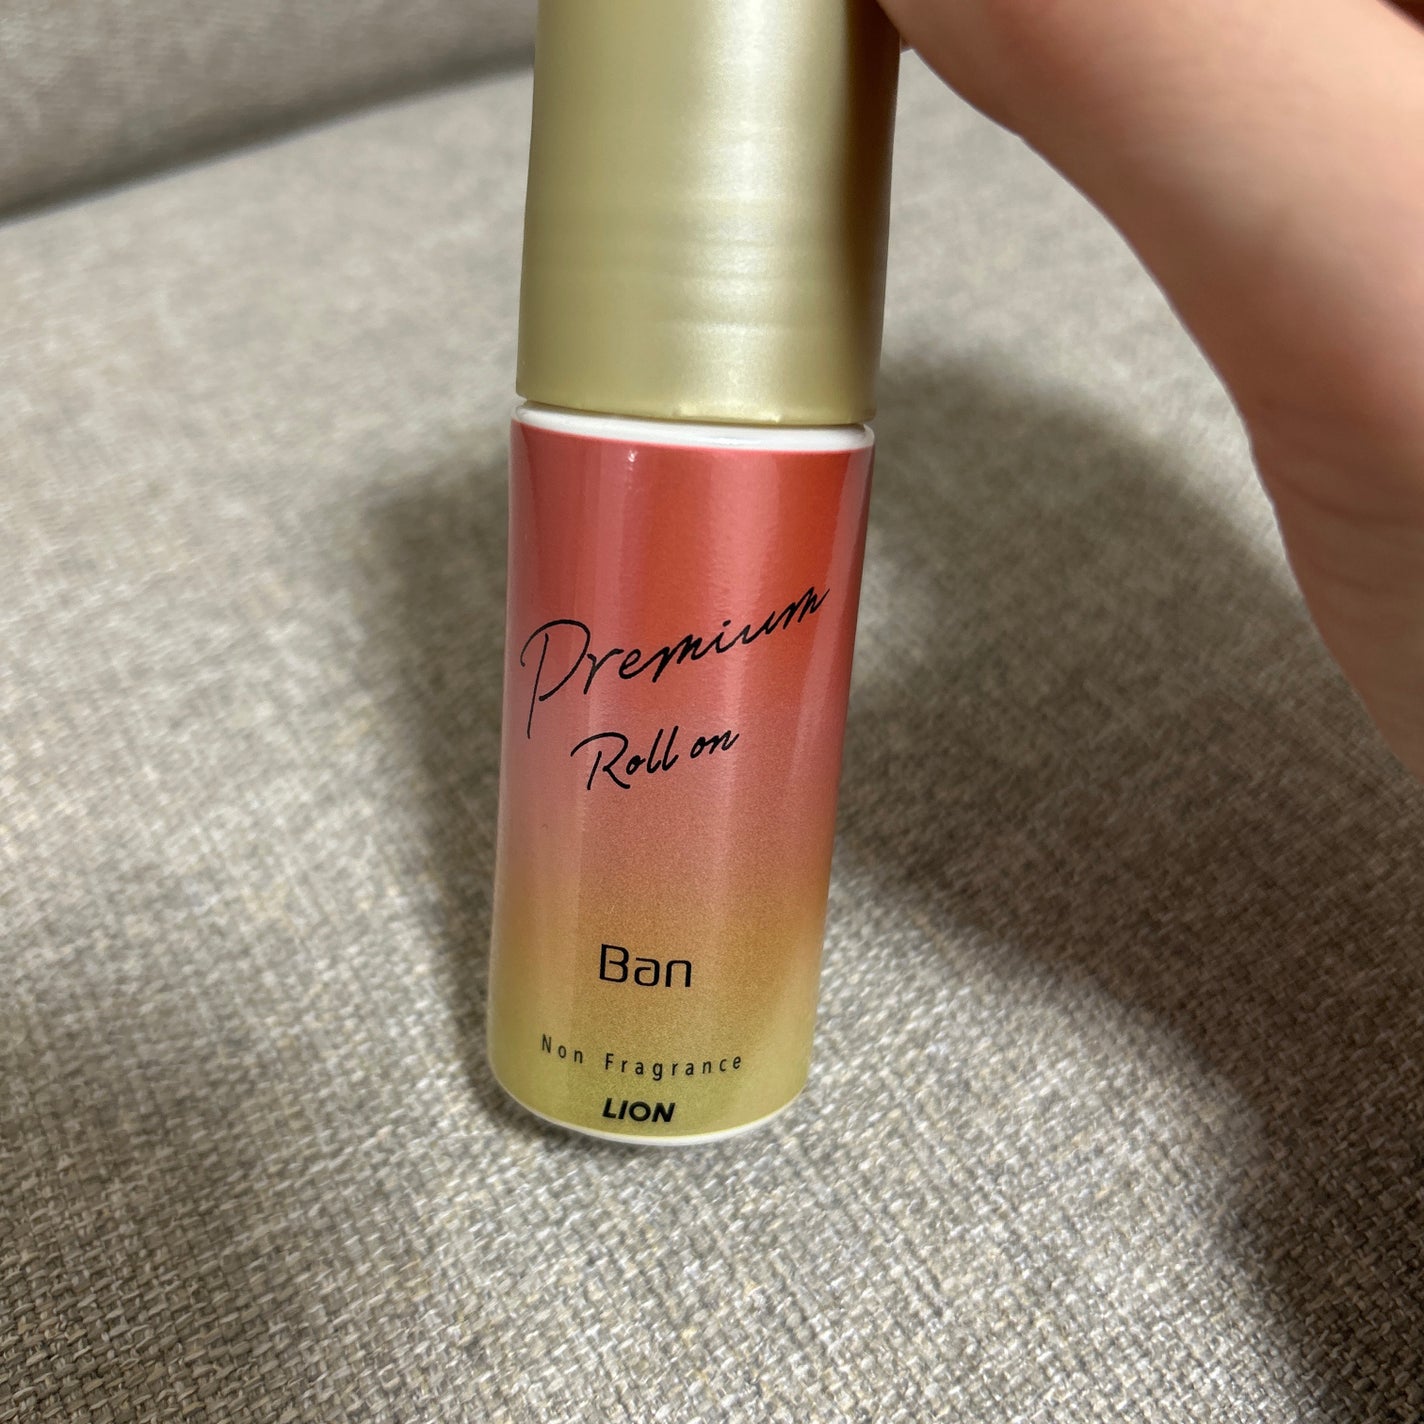 Premium
Roll on
Ban
Non Fragrance
LION